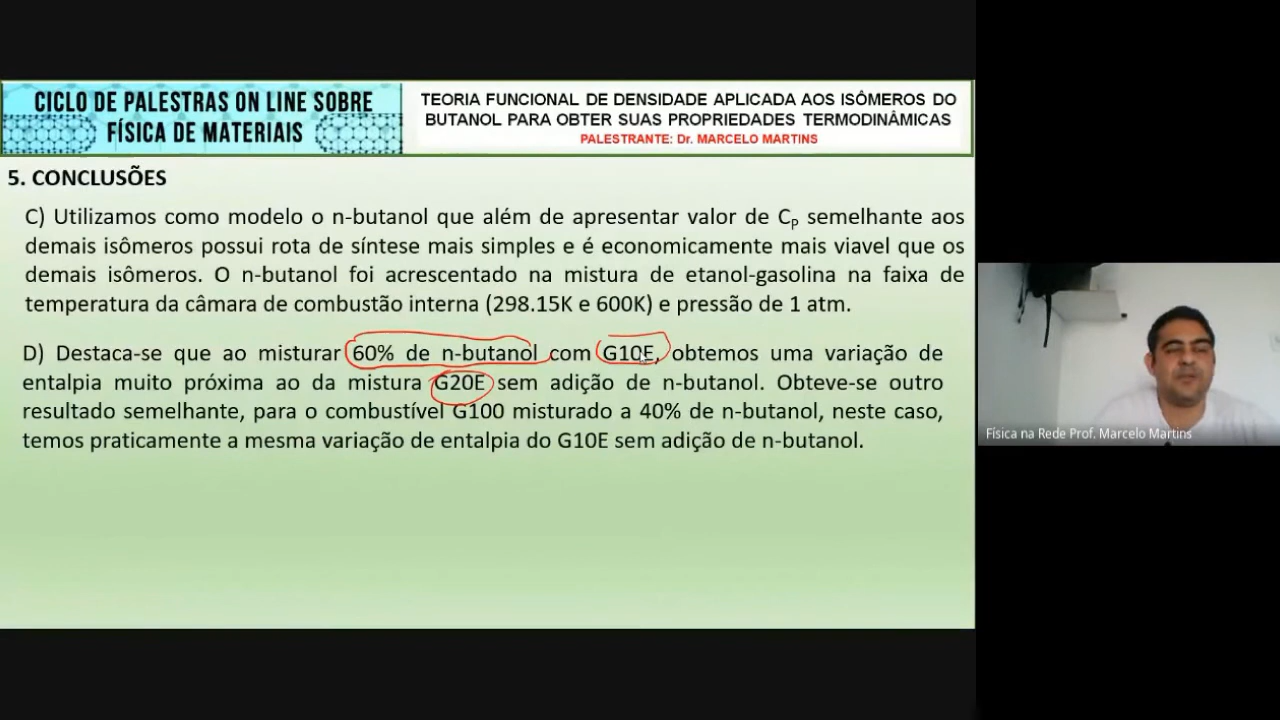 CICLO DE PALESTRAS ON LINE SOBRE
FÍSICA DE MATERIAIS
TEORIA FUNCIONAL DE DENSIDADE APLICADA AOS ISÔMEROS DO
BUTANOL PARA OBTER SUAS PROPRIEDADES TERMODINÂMICAS
PALESTRANTE: Dr. MARCELO MARTINS
5. CONCLUSÕES
C) Utilizamos como modelo o n-butanol que além de apresentar valor de CP semelhante aos
demais isômeros possui rota de síntese mais simples e é economicamente mais viavel que os
demais isômeros. O n-butanol foi acrescentado na mistura de etanol-gasolina na faixa de
temperatura da câmara de combustão interna (298.15K e 600K) e pressão de 1 atm.
D) Destaca-se que ao misturar 60% de n-butanol com G10E, obtemos uma variação de
entalpia muito próxima ao da mistura G20E sem adição de n-butanol. Obteve-se outro
resultado semelhante, para o combustível G100 misturado a 40% de n-butanol, neste caso,
temos praticamente a mesma variação de entalpia do G10E sem adição de n-butanol.
Física na Rede Prof. Marcelo Martins